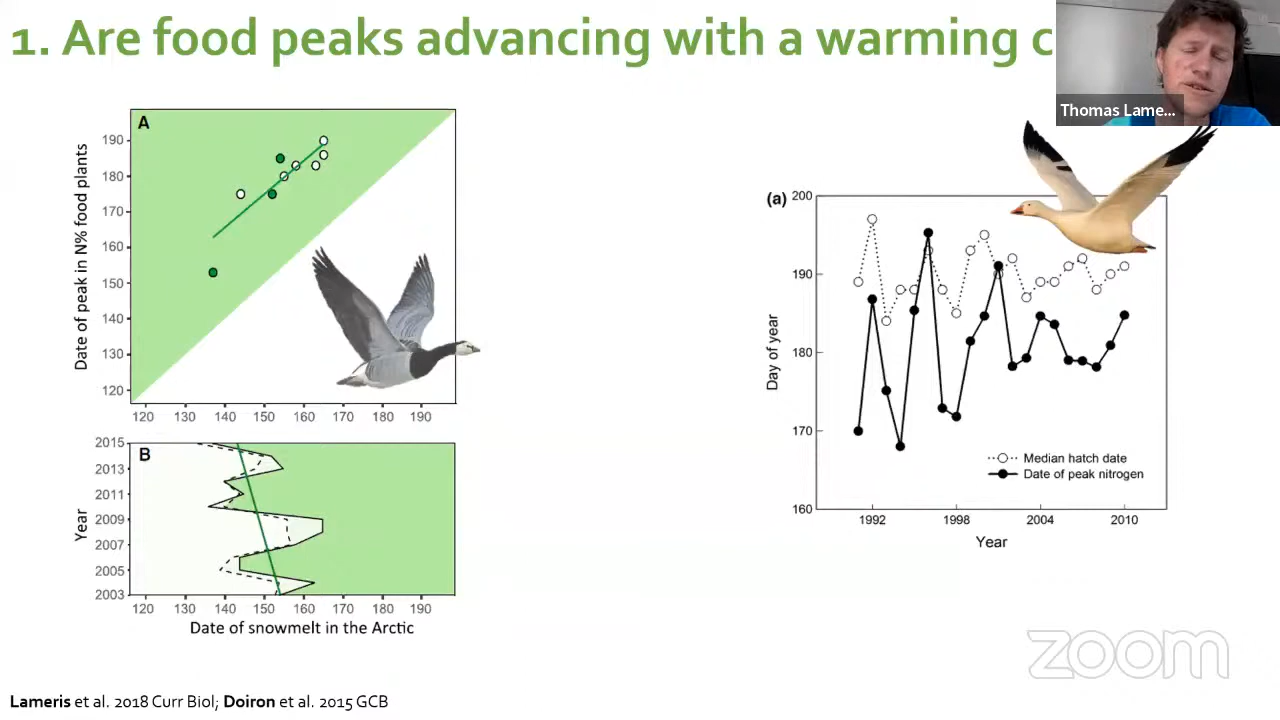 1. Are food peaks advancing with a warming c
Thomas Lame...
A
Date of peak in N% food plants
190
180
170
160
150
140
130
120
120 130 140 150 160 170 180 190
B
Year
2015
2013
2011
2009
2007
2005
2003
120 130 140 150 160 170 180 190
Date of snowmelt in the Arctic
(a)
Day of year
200
190
180
170
160
Median hatch date
Date of peak nitrogen
1992 1998 2004 2010
Year
zoom
Lameris et al. 2018 Curr Biol; Doiron et al. 2015 GCB